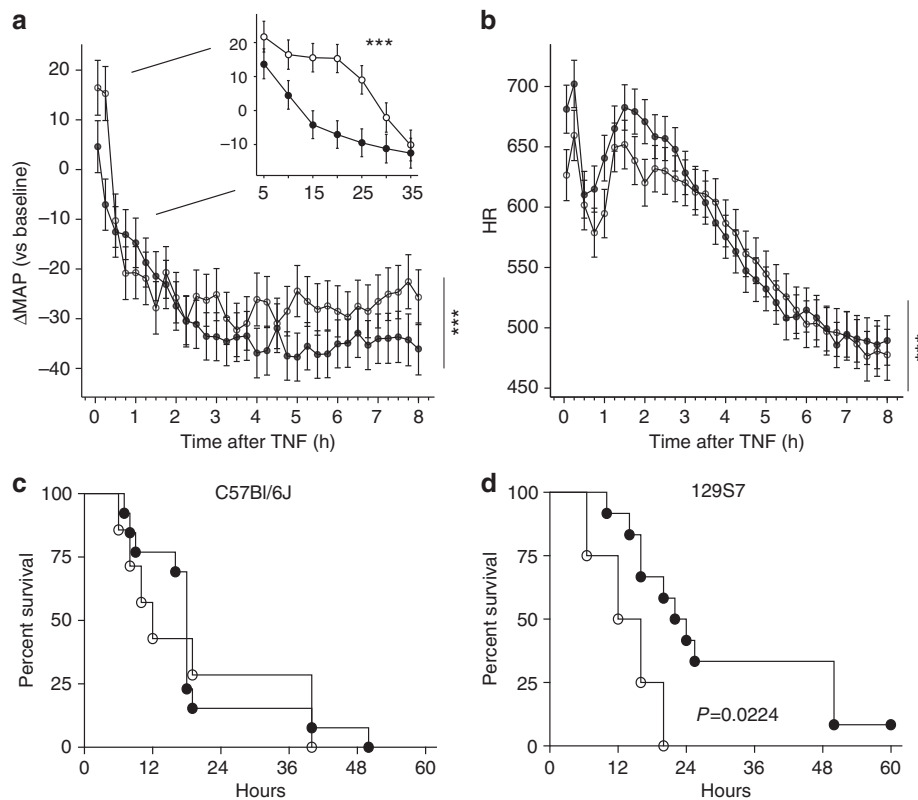 a
20
10
0
−10
−20
−30
−40
ΔMAP (vs baseline)
20
10
0
−10
5 15 25 35
***
***
0 1 2 3 4 5 6 7 8
Time after TNF (h)
b
700
650
600
550
500
450
HR
***
0 1 2 3 4 5 6 7 8
Time after TNF (h)
c
C57Bl/6J
100
75
50
25
0
Percent survival
0 12 24 36 48 60
Hours
d
129S7
100
75
50
25
0
Percent survival
P=0.0224
0 12 24 36 48 60
Hours